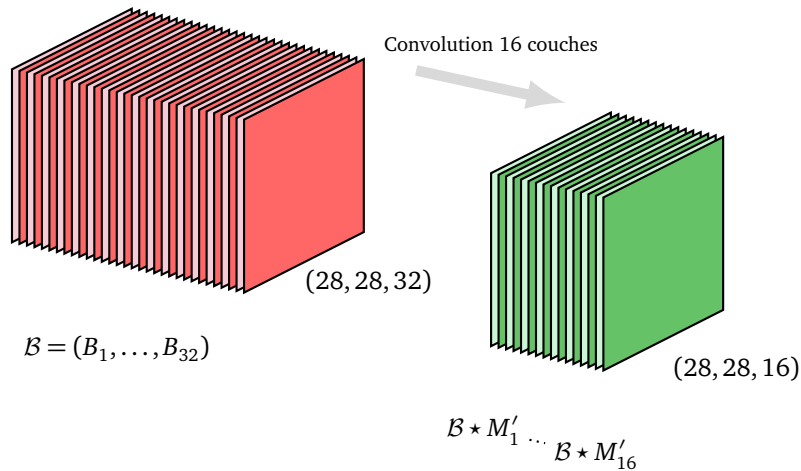 Convolution 16 couches
(28, 28, 32)
ℬ = (B₁, . . . , B₃₂)
(28, 28, 16)
ℬ ⋆ M′₁ ... ℬ ⋆ M′₁₆